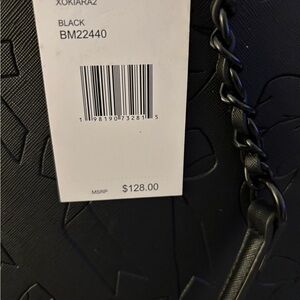 XOKIARA2
BLACK
BM22440
1 98190 73281 5
MSRP $128.00